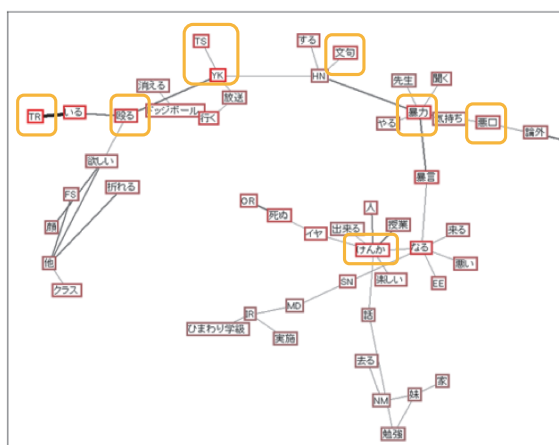 TS
する
文句
YK
HN
消える
放送
先生
聞く
TR
いる
殴る
ドッジボール
行く
やる
暴力
気持ち
悪口
論外
欲しい
暴言
FS
折れる
OR
死ぬ
人
顔
イヤ
出来る
授業
来る
他
けんか
なる
悪い
クラス
SN
楽しい
EE
MD
IR
話
ひまわり学級
実施
去る
家
NM
妹
勉強